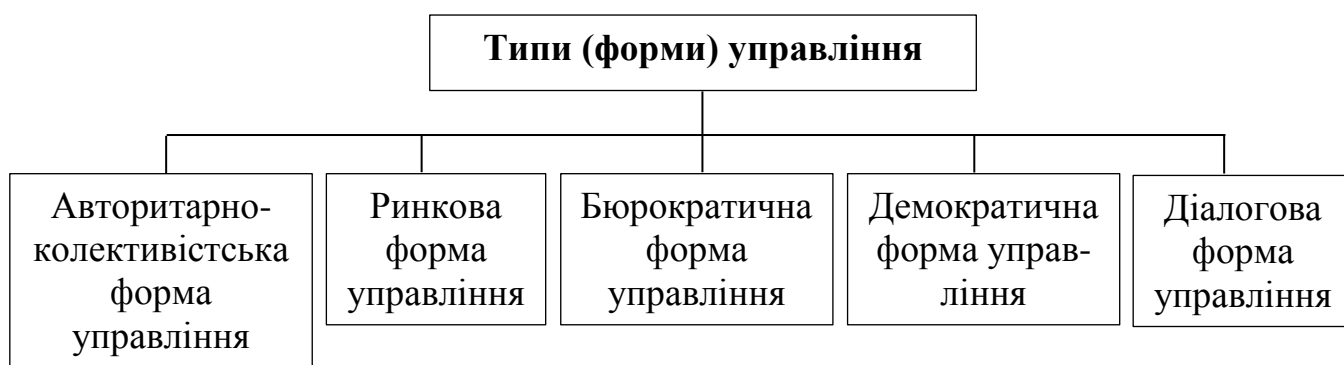 Типи (форми) управління
Авторитарно-
колективістська
форма
управління
Ринкова
форма
управління
Бюрократична
форма
управління
Демократична
форма управ-
ління
Діалогова
форма
управління